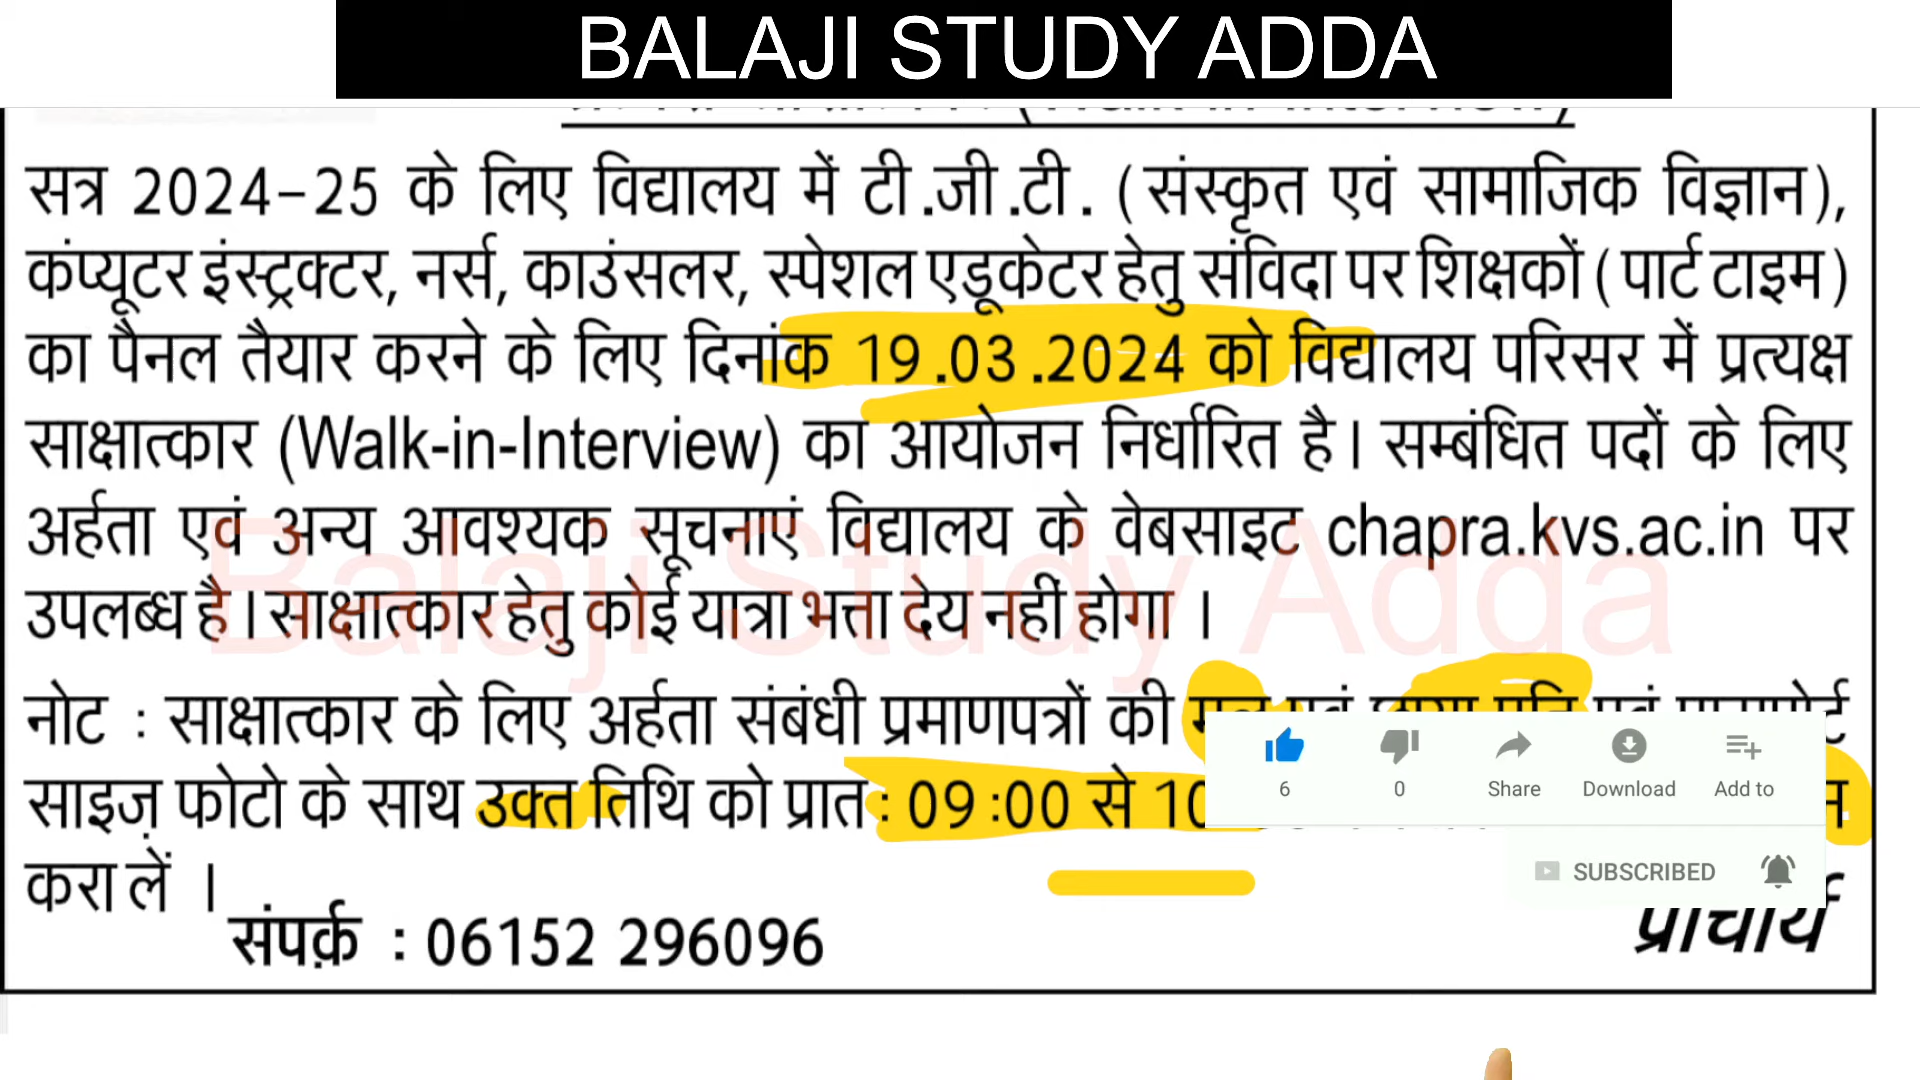 BALAJI STUDY ADDA
सत्र 2024-25 के लिए विद्यालय में टी.जी.टी. (संस्कृत एवं सामाजिक विज्ञान),
कंप्यूटर इंस्ट्रक्टर, नर्स, काउंसलर, स्पेशल एडूकेटर हेतु संविदा पर शिक्षकों (पार्ट टाइम)
का पैनल तैयार करने के लिए दिनांक 19.03.2024 को विद्यालय परिसर में प्रत्यक्ष
साक्षात्कार (Walk-in-Interview) का आयोजन निर्धारित है। सम्बंधित पदों के लिए
अर्हता एवं अन्य आवश्यक सूचनाएं विद्यालय के वेबसाइट chapra.kvs.ac.in पर
उपलब्ध है। साक्षात्कार हेतु कोई यात्रा भत्ता देय नहीं होगा ।
Balaji Study Adda
नोट : साक्षात्कार के लिए अर्हता संबंधी प्रमाणपत्रों की
साइज़ फोटो के साथ उक्त तिथि को प्रात: 09:00 से 10
करा लें ।
संपर्क़ : 06152 296096
प्राचार्य
6 0 Share Download Add to
SUBSCRIBED